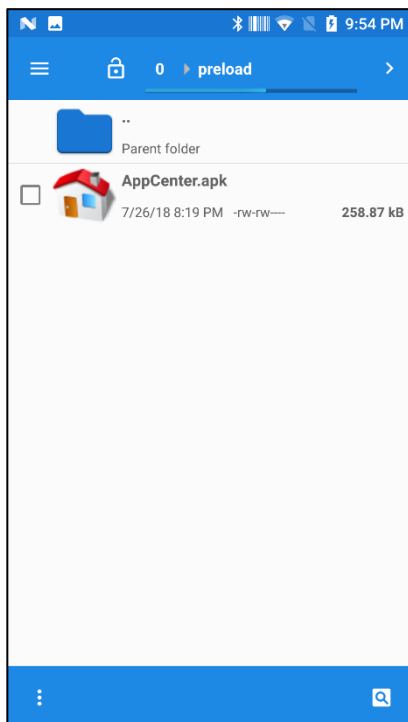 9:54 PM
0 preload
..
Parent folder
AppCenter.apk
7/26/18 8:19 PM -rw-rw---- 258.87 kB